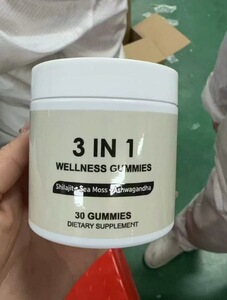 3 IN 1
WELLNESS GUMMIES
Shilajit • Sea Moss • Ashwagandha
30 GUMMIES
DIETARY SUPPLEMENT